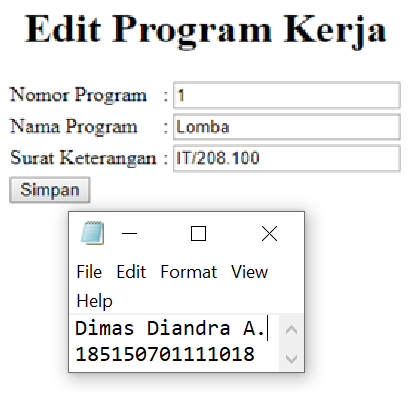 Edit Program Kerja
Nomor Program : 1
Nama Program : Lomba
Surat Keterangan : IT/208.100
Simpan
File Edit Format View
Help
Dimas Diandra A.
185150701111018